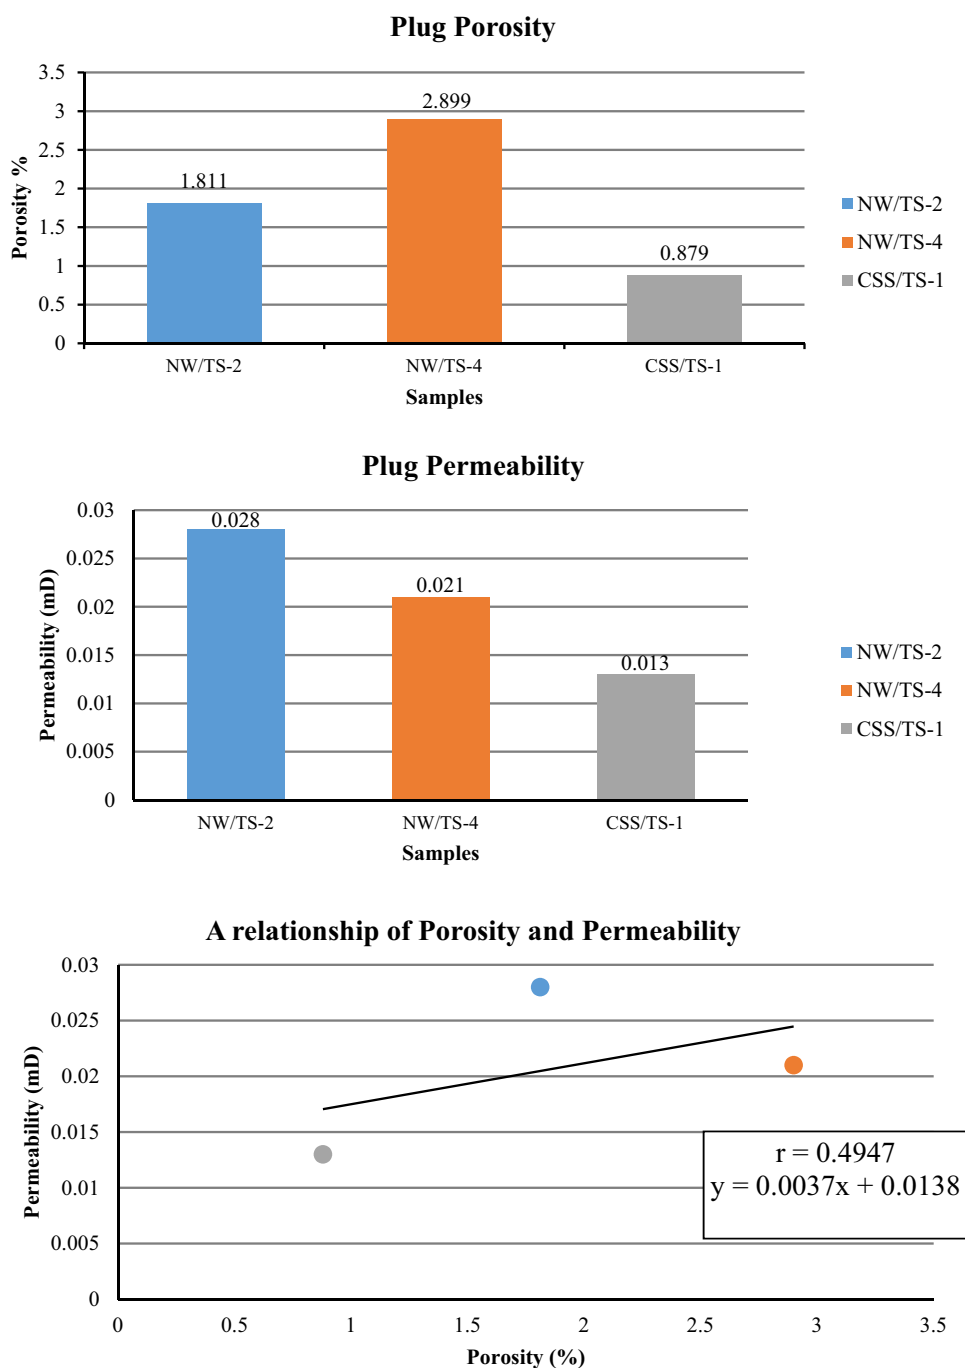 Plug Porosity
3.5
3
2.5
2
1.5
1
0.5
0
Porosity %
1.811
2.899
0.879
NW/TS-2
NW/TS-4
CSS/TS-1
Samples
NW/TS-2
NW/TS-4
CSS/TS-1
Plug Permeability
0.03
0.025
0.02
0.015
0.01
0.005
0
Permeability (mD)
0.028
0.021
0.013
NW/TS-2
NW/TS-4
CSS/TS-1
Samples
NW/TS-2
NW/TS-4
CSS/TS-1
A relationship of Porosity and Permeability
0.03
0.025
0.02
0.015
0.01
0.005
0
Permeability (mD)
r = 0.4947
y = 0.0037x + 0.0138
0
0.5
1
1.5
2
2.5
3
3.5
Porosity (%)